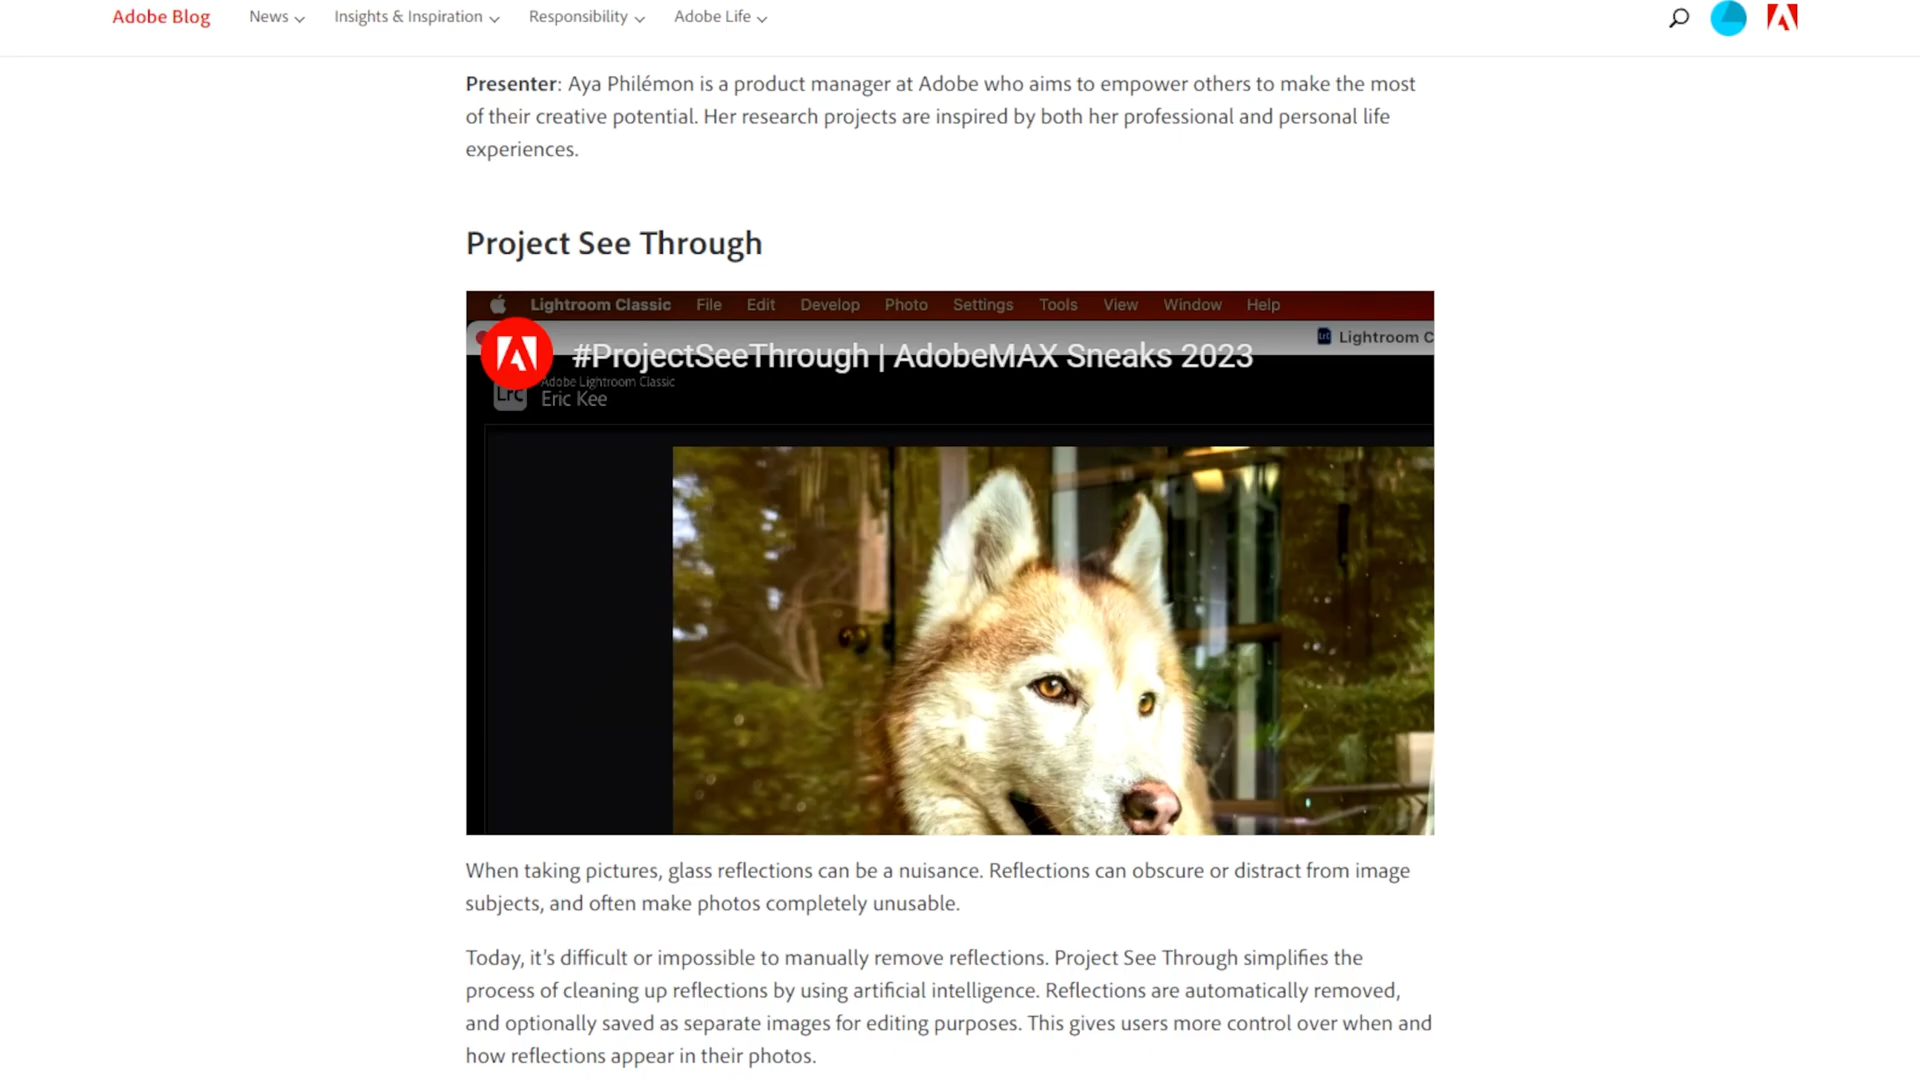 Adobe Blog News Insights & Inspiration Responsibility Adobe Life
Presenter: Aya Philémon is a product manager at Adobe who aims to empower others to make the most
of their creative potential. Her research projects are inspired by both her professional and personal life
experiences.
Project See Through
Lightroom Classic File Edit Develop Photo Settings Tools View Window Help
Lightroom C
#ProjectSeeThrough | AdobeMAX Sneaks 2023
Adobe Lightroom Classic
Lrc Eric Kee
When taking pictures, glass reflections can be a nuisance. Reflections can obscure or distract from image
subjects, and often make photos completely unusable.
Today, it’s difficult or impossible to manually remove reflections. Project See Through simplifies the
process of cleaning up reflections by using artificial intelligence. Reflections are automatically removed,
and optionally saved as separate images for editing purposes. This gives users more control over when and
how reflections appear in their photos.